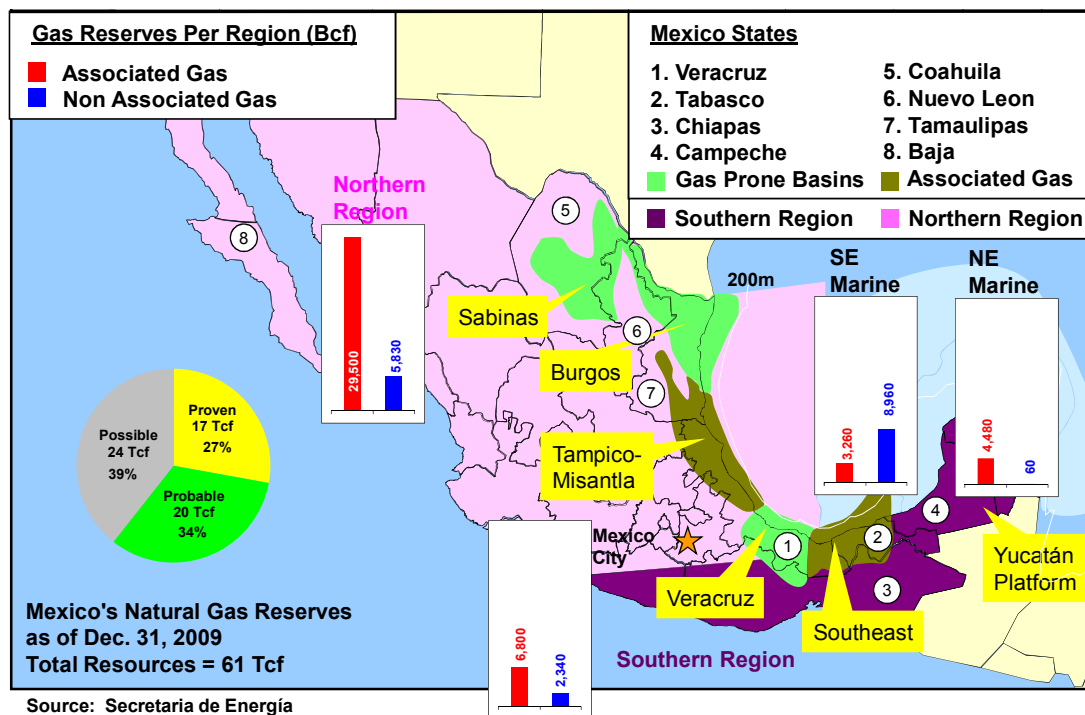 Gas Reserves Per Region (Bcf)
Associated Gas
Non Associated Gas
Mexico States
1. Veracruz
2. Tabasco
3. Chiapas
4. Campeche
5. Coahuila
6. Nuevo Leon
7. Tamaulipas
8. Baja
Gas Prone Basins
Associated Gas
Southern Region
Northern Region
Northern
Region
29,500
5,830
8
5
6
7
Sabinas
Burgos
Tampico-
Misantla
200m
SE
Marine
3,260
8,960
NE
Marine
4,480
60
Possible
24 Tcf
39%
Proven
17 Tcf
27%
Probable
20 Tcf
34%
Mexico
City
1
2
3
4
Veracruz
Southeast
Yucatán
Platform
6,800
2,340
Southern Region
Mexico's Natural Gas Reserves
as of Dec. 31, 2009
Total Resources = 61 Tcf
Source: Secretaria de Energía